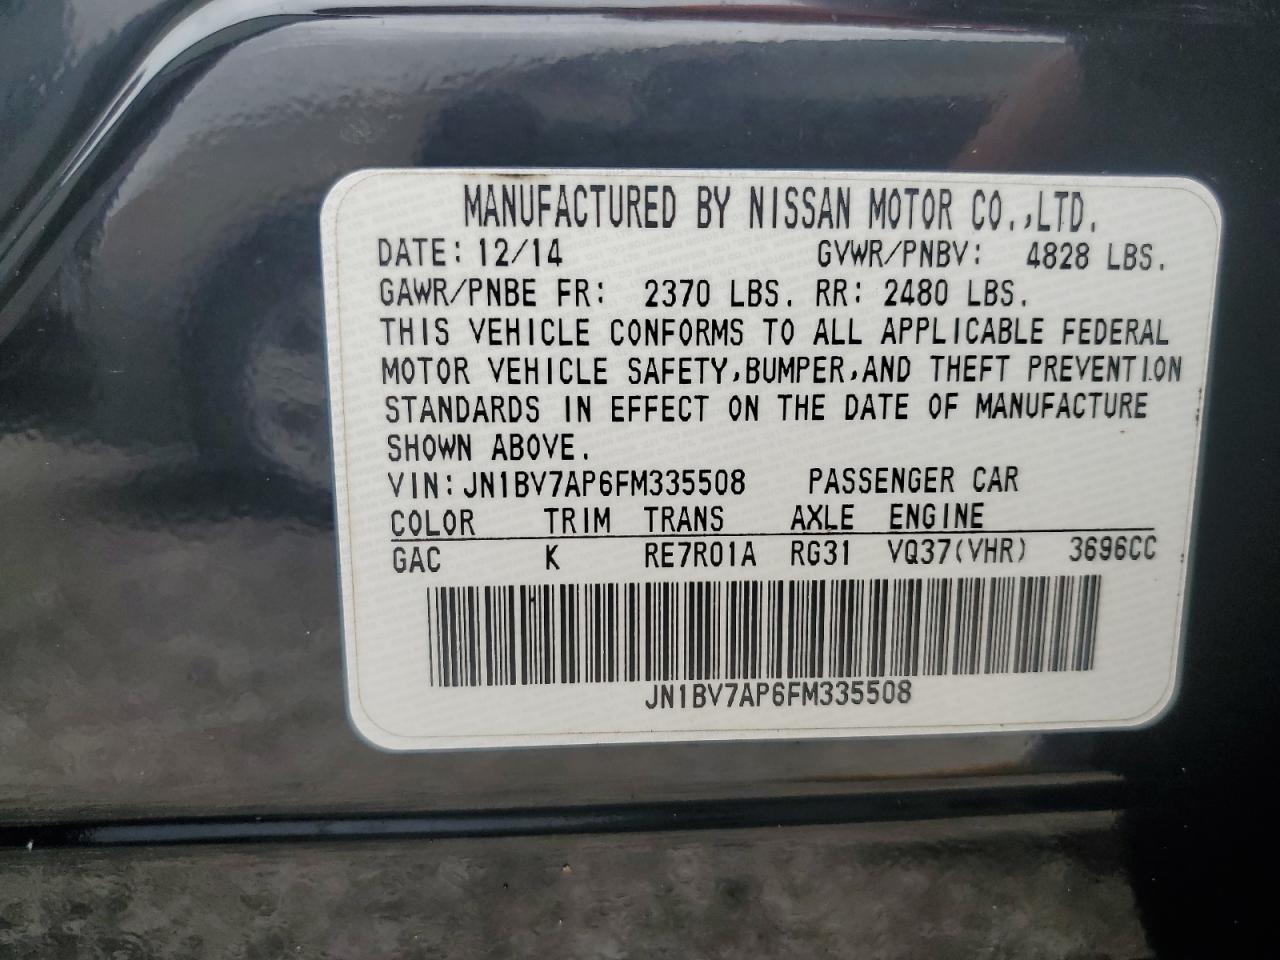 MANUFACTURED BY NISSAN MOTOR CO.,LTD.
DATE: 12/14 GVWR/PNBV: 4828 LBS.
GAWR/PNBE FR: 2370 LBS. RR: 2480 LBS.
THIS VEHICLE CONFORMS TO ALL APPLICABLE FEDERAL
MOTOR VEHICLE SAFETY,BUMPER,AND THEFT PREVENTION
STANDARDS IN EFFECT ON THE DATE OF MANUFACTURE
SHOWN ABOVE.
VIN: JN1BV7AP6FM335508 PASSENGER CAR
COLOR TRIM TRANS AXLE ENGINE
GAC K RE7R01A RG31 VQ37(VHR) 3696CC
JN1BV7AP6FM335508